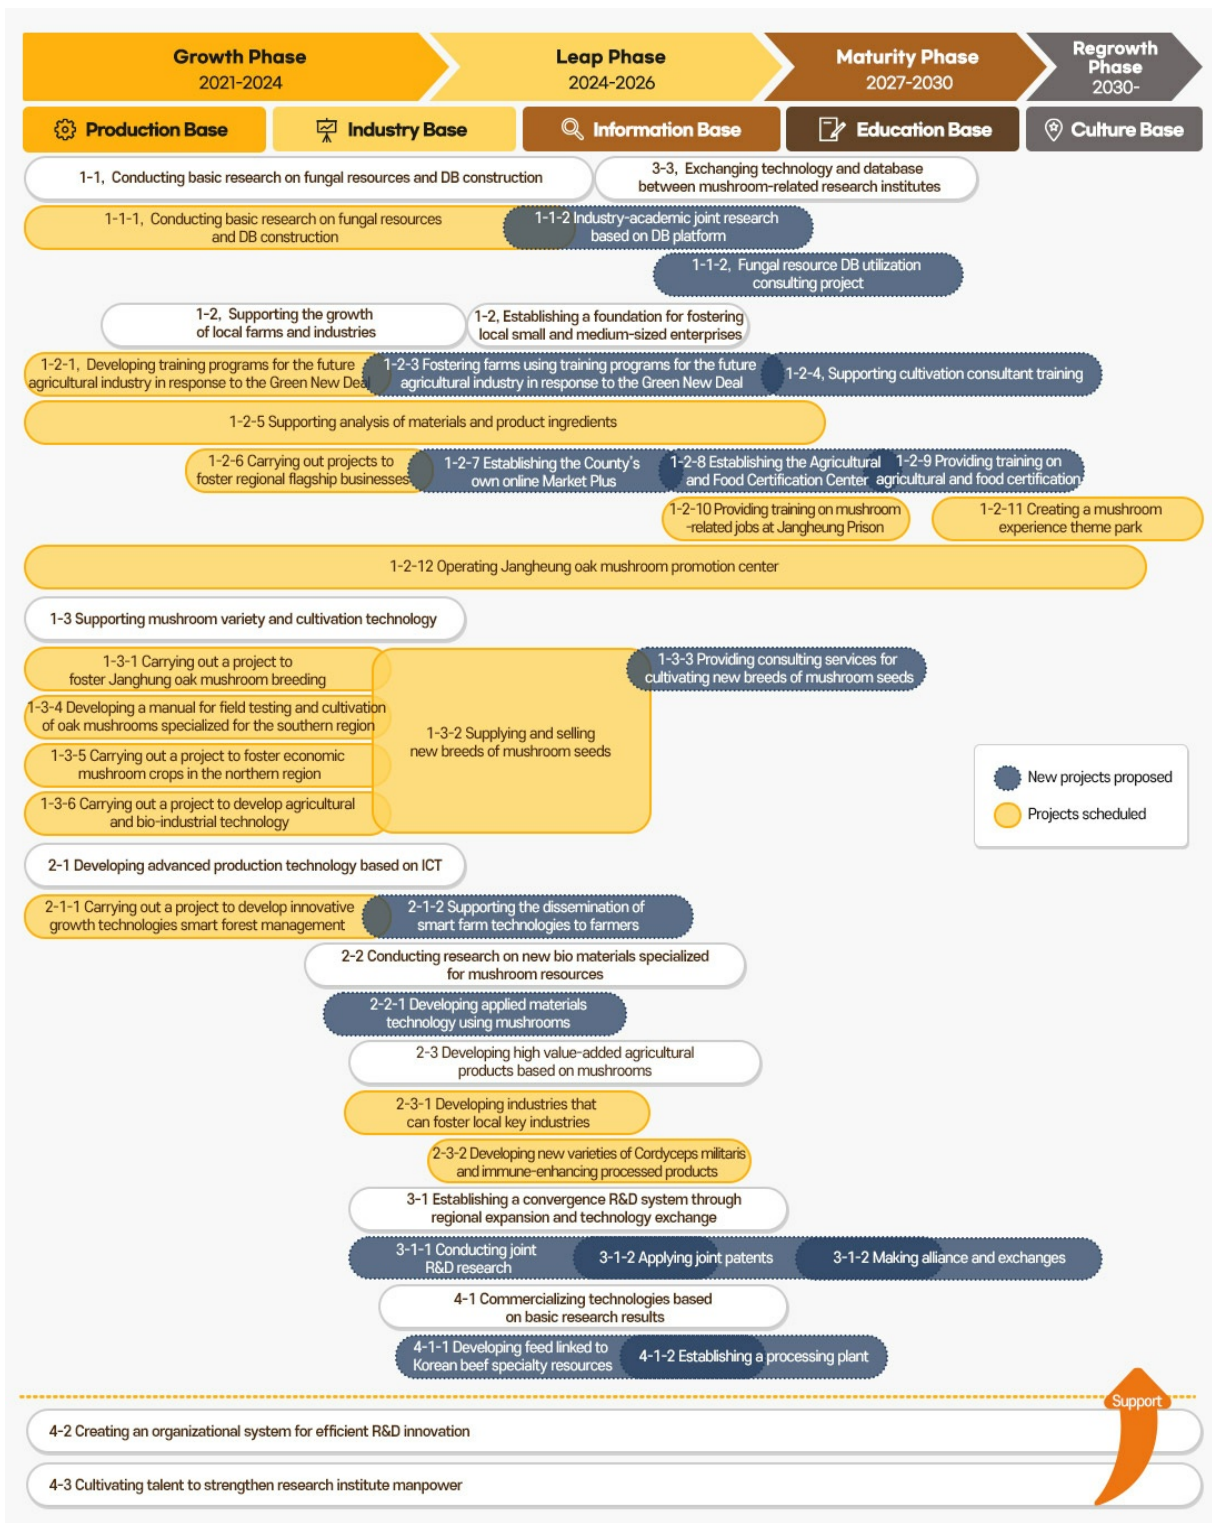 Growth Phase
2021-2024
Leap Phase
2024-2026
Maturity Phase
2027-2030
Regrowth
Phase
2030-
Production Base
Industry Base
Information Base
Education Base
Culture Base
1-1, Conducting basic research on fungal resources and DB construction
3-3, Exchanging technology and database
between mushroom-related research institutes
1-1-1, Conducting basic research on fungal resources
and DB construction
1-1-2 Industry-academic joint research
based on DB platform
1-1-2, Fungal resource DB utilization
consulting project
1-2, Supporting the growth
of local farms and industries
1-2, Establishing a foundation for fostering
local small and medium-sized enterprises
1-2-1, Developing training programs for the future
agricultural industry in response to the Green New Deal
1-2-3 Fostering farms using training programs for the future
agricultural industry in response to the Green New Deal
1-2-4, Supporting cultivation consultant training
1-2-5 Supporting analysis of materials and product ingredients
1-2-6 Carrying out projects to
foster regional flagship businesses
1-2-7 Establishing the County's
own online Market Plus
1-2-8 Establishing the Agricultural
and Food Certification Center
1-2-9 Providing training on
agricultural and food certification
1-2-10 Providing training on mushroom
-related jobs at Jangheung Prison
1-2-11 Creating a mushroom
experience theme park
1-2-12 Operating Jangheung oak mushroom promotion center
1-3 Supporting mushroom variety and cultivation technology
1-3-1 Carrying out a project to
foster Janghung oak mushroom breeding
1-3-3 Providing consulting services for
cultivating new breeds of mushroom seeds
1-3-4 Developing a manual for field testing and cultivation
of oak mushrooms specialized for the southern region
1-3-2 Supplying and selling
new breeds of mushroom seeds
1-3-5 Carrying out a project to foster economic
mushroom crops in the northern region
1-3-6 Carrying out a project to develop agricultural
and bio-industrial technology
New projects proposed
Projects scheduled
2-1 Developing advanced production technology based on ICT
2-1-1 Carrying out a project to develop innovative
growth technologies smart forest management
2-1-2 Supporting the dissemination of
smart farm technologies to farmers
2-2 Conducting research on new bio materials specialized
for mushroom resources
2-2-1 Developing applied materials
technology using mushrooms
2-3 Developing high value-added agricultural
products based on mushrooms
2-3-1 Developing industries that
can foster local key industries
2-3-2 Developing new varieties of Cordyceps militaris
and immune-enhancing processed products
3-1 Establishing a convergence R&D system through
regional expansion and technology exchange
3-1-1 Conducting joint
R&D research
3-1-2 Applying joint patents
3-1-2 Making alliance and exchanges
4-1 Commercializing technologies based
on basic research results
4-1-1 Developing feed linked to
Korean beef specialty resources
4-1-2 Establishing a processing plant
Support
4-2 Creating an organizational system for efficient R&D innovation
4-3 Cultivating talent to strengthen research institute manpower